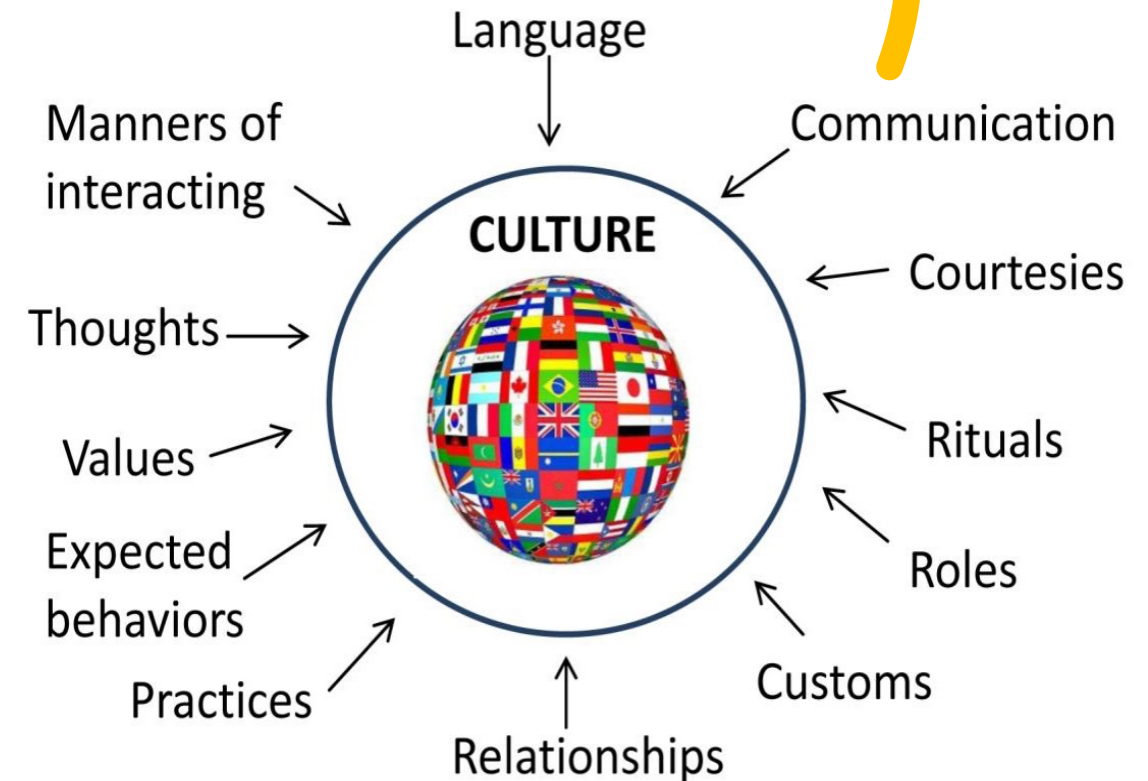 Language
Communication
Manners of
interacting
CULTURE
Courtesies
Thoughts
Rituals
Values
Expected
behaviors
Roles
Customs
Practices
Relationships